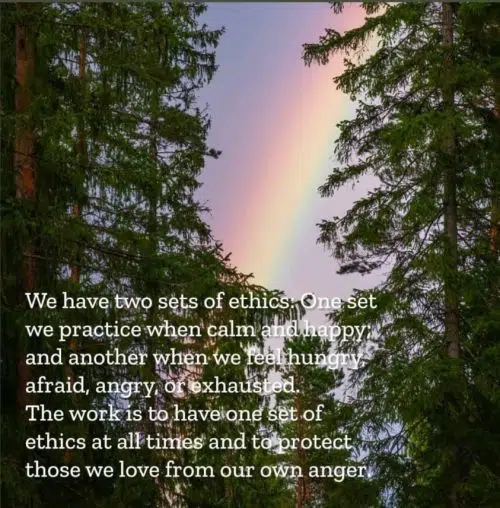 We have two sets of ethics: One set
we practice when calm and happy;
and another when we feel hungry,
afraid, angry, or exhausted.
The work is to have one set of
ethics at all times and to protect
those we love from our own anger.